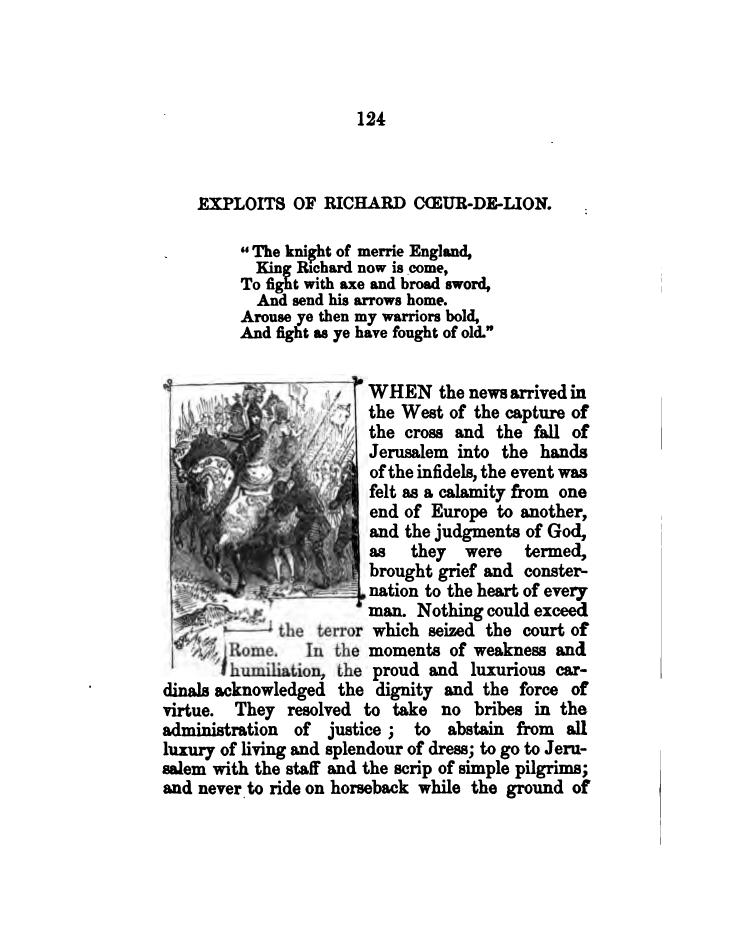 124
EXPLOITS OF RICHARD CŒUR-DE-LION.
“ The knight of merrie England,
King Richard now is come,
To fight with axe and broad sword,
And send his arrows home.
Arouse ye then my warriors bold,
And fight as ye have fought of old.”
WHEN the news arrived in
the West of the capture of
the cross and the fall of
Jerusalem into the hands
of the infidels, the event was
felt as a calamity from one
end of Europe to another,
and the judgments of God,
as they were termed,
brought grief and conster-
nation to the heart of every
man. Nothing could exceed
the terror which seized the court of
Rome. In the moments of weakness and
humiliation, the proud and luxurious car-
dinals acknowledged the dignity and the force of
virtue. They resolved to take no bribes in the
administration of justice ; to abstain from all
luxury of living and splendour of dress; to go to Jeru-
salem with the staff and the scrip of simple pilgrims;
and never to ride on horseback while the ground of